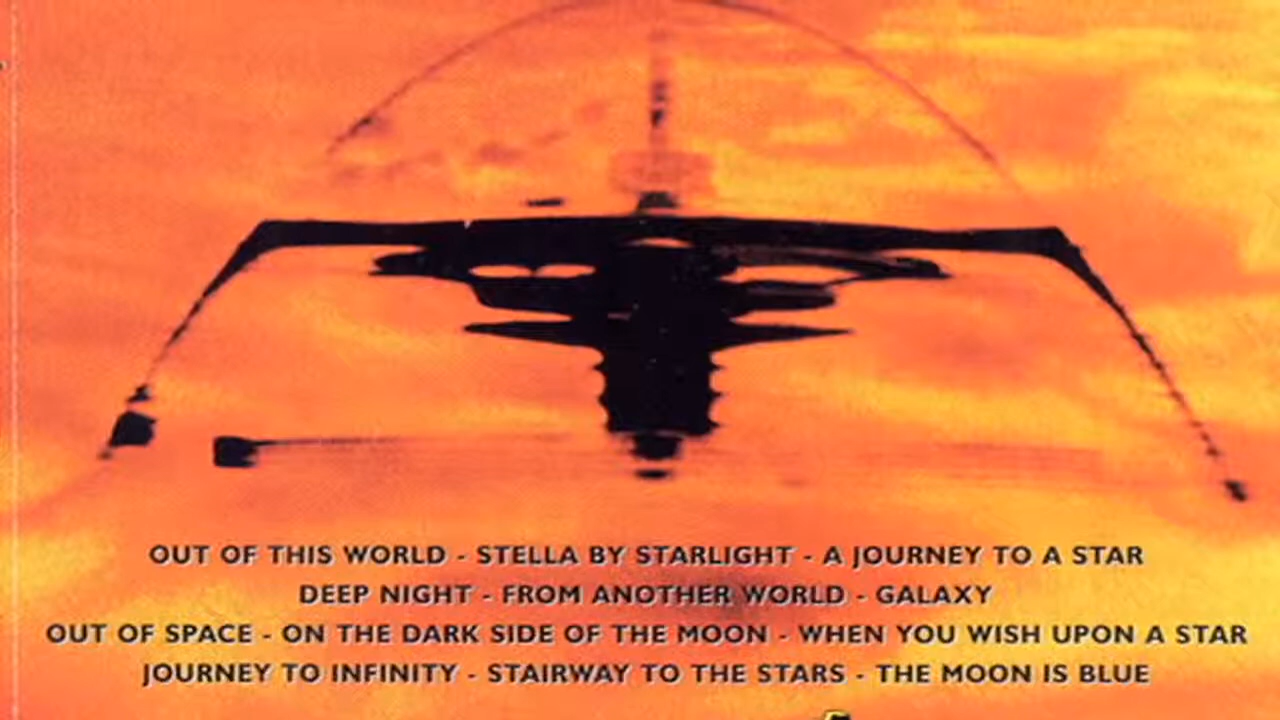 OUT OF THIS WORLD - STELLA BY STARLIGHT - A JOURNEY TO A STAR
DEEP NIGHT - FROM ANOTHER WORLD - GALAXY
OUT OF SPACE - ON THE DARK SIDE OF THE MOON - WHEN YOU WISH UPON A STAR
JOURNEY TO INFINITY - STAIRWAY TO THE STARS - THE MOON IS BLUE